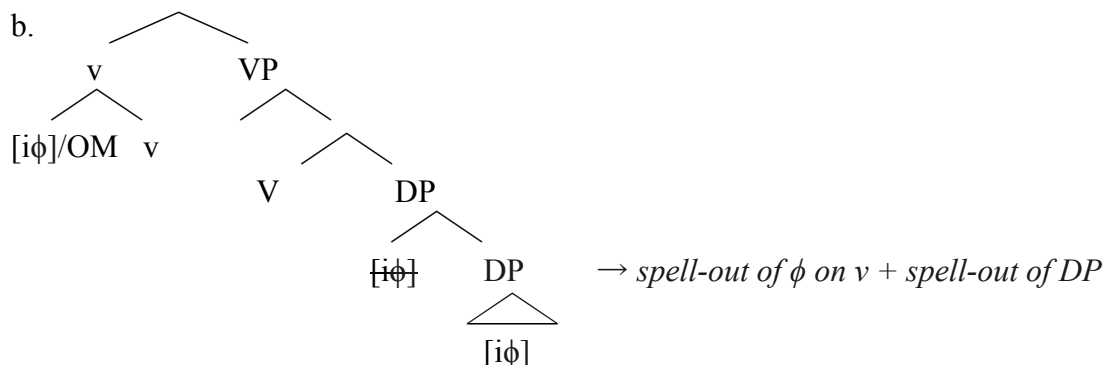 b.
v VP
[iϕ]/OM v
V DP
[iϕ] DP → spell-out of ϕ on v + spell-out of DP
[iϕ]